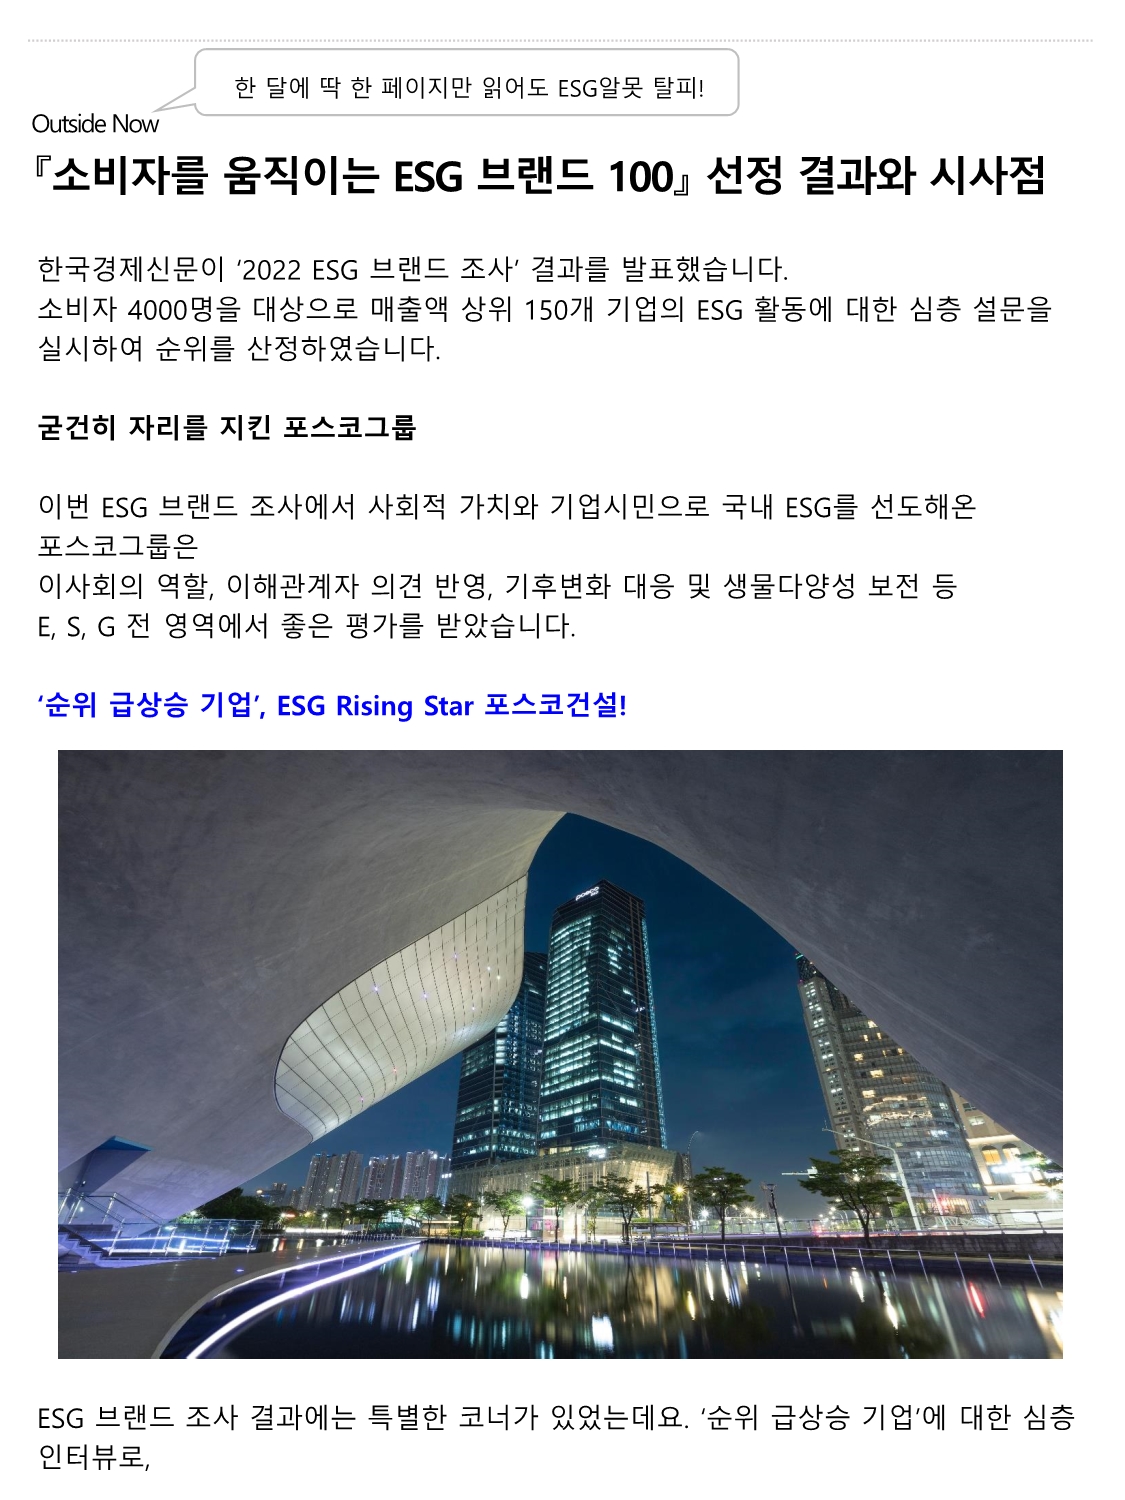 한 달에 딱 한 페이지만 읽어도 ESG알못 탈피!
Outside Now
『소비자를 움직이는 ESG 브랜드 100』 선정 결과와 시사점
한국경제신문이 ‘2022 ESG 브랜드 조사’ 결과를 발표했습니다.
소비자 4000명을 대상으로 매출액 상위 150개 기업의 ESG 활동에 대한 심층 설문을
실시하여 순위를 산정하였습니다.
굳건히 자리를 지킨 포스코그룹
이번 ESG 브랜드 조사에서 사회적 가치와 기업시민으로 국내 ESG를 선도해온
포스코그룹은
이사회의 역할, 이해관계자 의견 반영, 기후변화 대응 및 생물다양성 보전 등
E, S, G 전 영역에서 좋은 평가를 받았습니다.
‘순위 급상승 기업’, ESG Rising Star 포스코건설!
posco
ESG 브랜드 조사 결과에는 특별한 코너가 있었는데요. ‘순위 급상승 기업’에 대한 심층
인터뷰로,